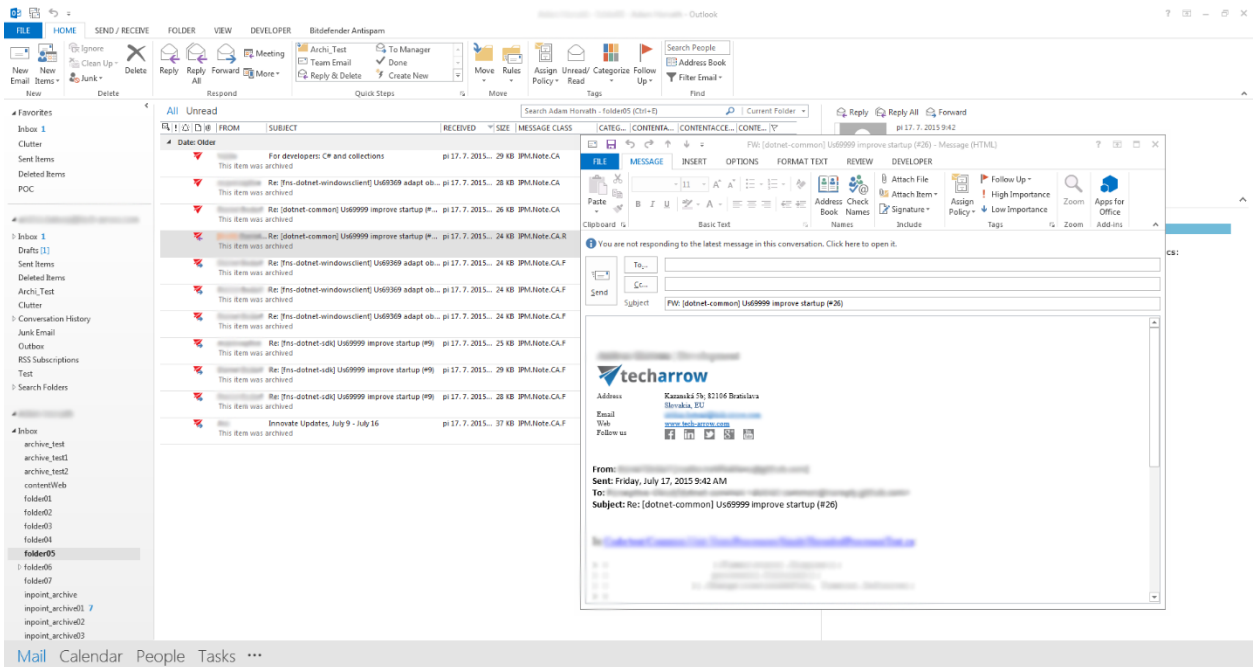 - Outlook
FILE HOME SEND / RECEIVE FOLDER VIEW DEVELOPER Bitdefender Antispam
New Email
New Items
Ignore
Clean Up
Junk
Delete
Reply
Reply All
Forward
Meeting
More
Archi_Test
Team Email
Reply & Delete
To Manager
Done
Create New
Move
Rules
Assign Policy
Unread/ Read
Categorize
Follow Up
Search People
Address Book
Filter Email
New Delete Respond Quick Steps Move Tags Find
Favorites
Inbox 1
Clutter
Sent Items
Deleted Items
POC
Inbox 1
Drafts [1]
Sent Items
Deleted Items
Archi_Test
Clutter
Conversation History
Junk Email
Outbox
RSS Subscriptions
Test
Search Folders
Inbox
archive_test
archive_test1
archive_test2
contentWeb
folder01
folder02
folder03
folder04
folder05
folder06
folder07
inpoint_archive
inpoint_archive01 7
inpoint_archive02
inpoint_archive03
All Unread
Search Adam Horvath - folder05 (Ctrl+E) Current Folder
FROM SUBJECT RECEIVED SIZE MESSAGE CLASS CATEG... CONTENTA... CONTENTACCE... CONTE...
Date: Older
For developers: C# and collections pi 17. 7. 2015... 29 KB IPM.Note.CA
This item was archived
Re: [fns-dotnet-windowsclient] Us69369 adapt ob... pi 17. 7. 2015... 28 KB IPM.Note.CA
This item was archived
Re: [dotnet-common] Us69999 improve startup (#... pi 17. 7. 2015... 26 KB IPM.Note.CA
This item was archived
Re: [dotnet-common] Us69999 improve startup (#... pi 17. 7. 2015... 24 KB IPM.Note.CA.R
This item was archived
Re: [fns-dotnet-windowsclient] Us69369 adapt ob... pi 17. 7. 2015... 24 KB IPM.Note.CA.F
This item was archived
Re: [fns-dotnet-windowsclient] Us69369 adapt ob... pi 17. 7. 2015... 24 KB IPM.Note.CA.F
This item was archived
Re: [fns-dotnet-windowsclient] Us69369 adapt ob... pi 17. 7. 2015... 24 KB IPM.Note.CA.F
This item was archived
Re: [fns-dotnet-sdk] Us69999 improve startup (#9) pi 17. 7. 2015... 25 KB IPM.Note.CA.F
This item was archived
Re: [fns-dotnet-sdk] Us69999 improve startup (#9) pi 17. 7. 2015... 29 KB IPM.Note.CA.F
This item was archived
Re: [fns-dotnet-sdk] Us69999 improve startup (#9) pi 17. 7. 2015... 28 KB IPM.Note.CA.F
This item was archived
Innovate Updates, July 9 - July 16 pi 17. 7. 2015... 37 KB IPM.Note.CA.F
This item was archived
Reply Reply All Forward
pi 17. 7. 2015 9:42
cs:
FW: [dotnet-common] Us69999 improve startup (#26) - Message (HTML)
FILE MESSAGE INSERT OPTIONS FORMAT TEXT REVIEW DEVELOPER
Paste
11
B I U
Address Book
Check Names
Attach File
Attach Item
Signature
Assign Policy
Follow Up
High Importance
Low Importance
Zoom
Apps for Office
Clipboard Basic Text Names Include Tags Zoom Add-ins
You are not responding to the latest message in this conversation. Click here to open it.
Send
To...
Cc...
Subject FW: [dotnet-common] Us69999 improve startup (#26)
techarrow
Address Kazanská 5b; 82106 Bratislava
Slovakia, EU
Email
Web www.tech-arrow.com
Follow us
From:
Sent: Friday, July 17, 2015 9:42 AM
To:
Subject: Re: [dotnet-common] Us69999 improve startup (#26)
In
Mail Calendar People Tasks ...